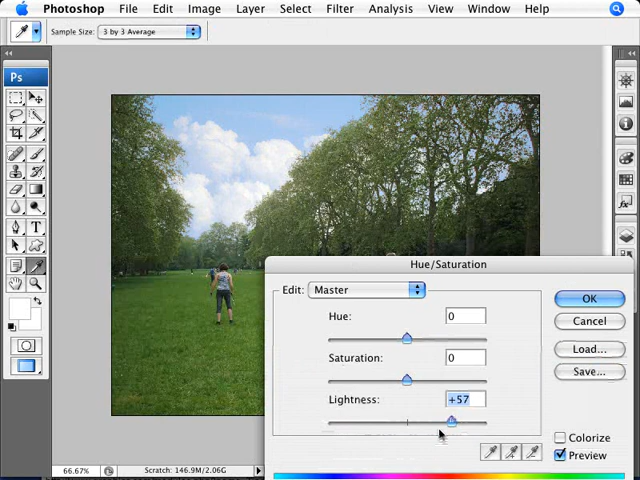 Photoshop File Edit Image Layer Select Filter Analysis View Window Help
Sample Size: 3 by 3 Average
Ps
T
Hue/Saturation
Edit: Master
OK
Hue: 0
Cancel
Load...
Saturation: 0
Save...
Lightness: +57
Colorize
Preview
66.67% Scratch: 146.9M/2.06G